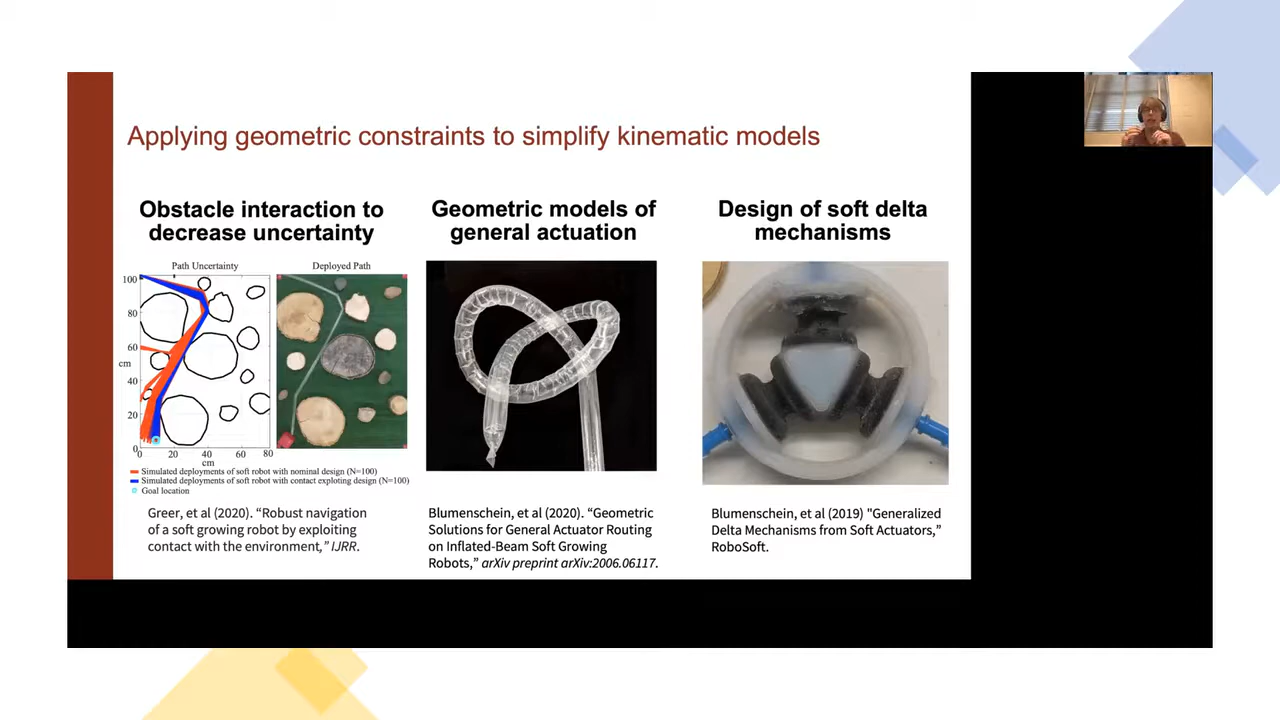 Applying geometric constraints to simplify kinematic models
Obstacle interaction to
decrease uncertainty
Path Uncertainty
Deployed Path
100
80
60
cm
40
20
0
0
20
40
60
80
cm
Simulated deployments of soft robot with nominal design (N=100)
Simulated deployments of soft robot with contact exploting design (N=100)
Goal location
Greer, et al (2020). “Robust navigation
of a soft growing robot by exploiting
contact with the environment,” IJRR.
Geometric models of
general actuation
Blumenschein, et al (2020). “Geometric
Solutions for General Actuator Routing
on Inflated-Beam Soft Growing
Robots,” arXiv preprint arXiv:2006.06117.
Design of soft delta
mechanisms
Blumenschein, et al (2019) "Generalized
Delta Mechanisms from Soft Actuators,”
RoboSoft.